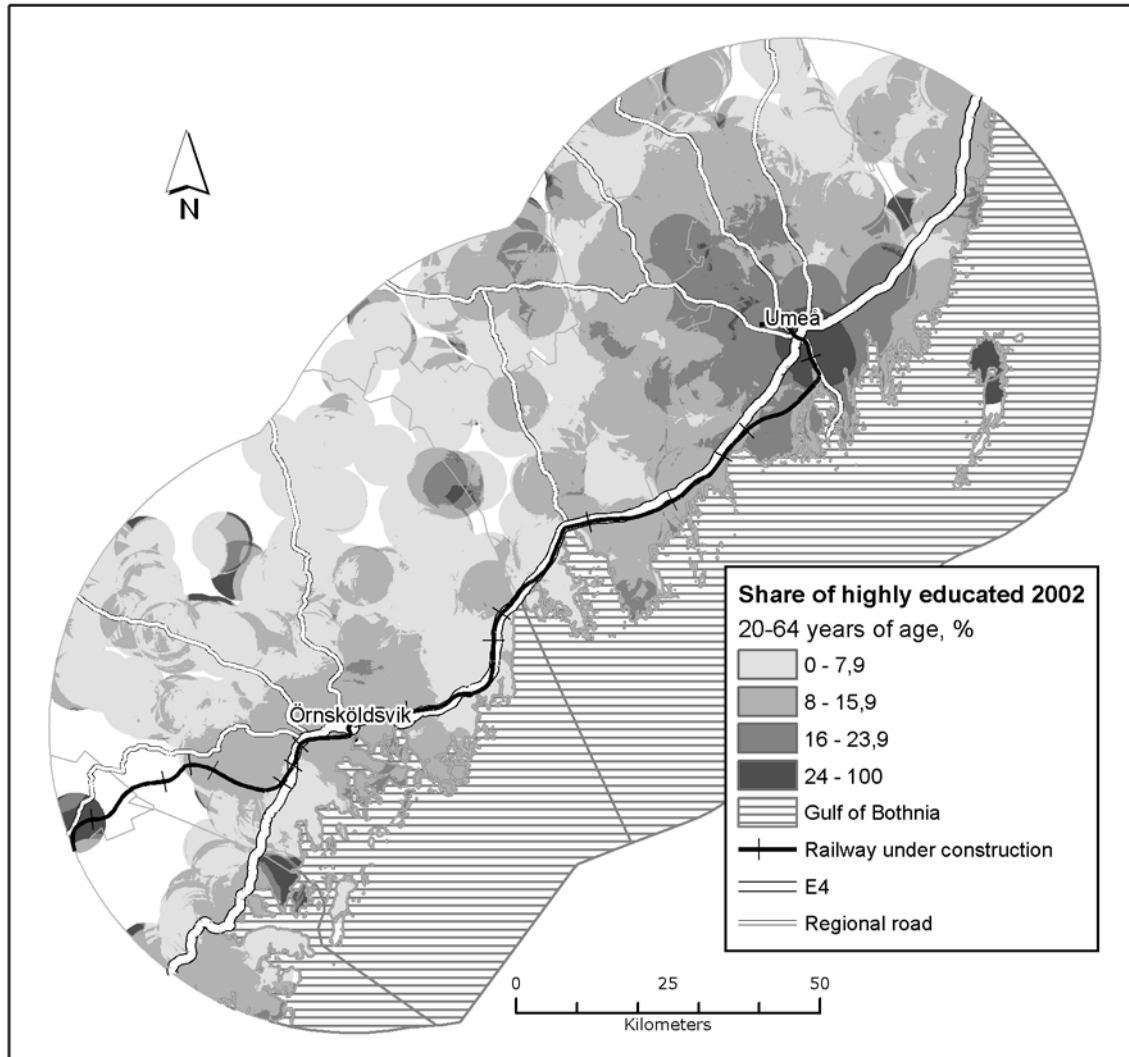 N
Umeå
Örnsköldsvik
Share of highly educated 2002
20-64 years of age, %
0 - 7,9
8 - 15,9
16 - 23,9
24 - 100
Gulf of Bothnia
Railway under construction
E4
Regional road
0 25 50
Kilometers